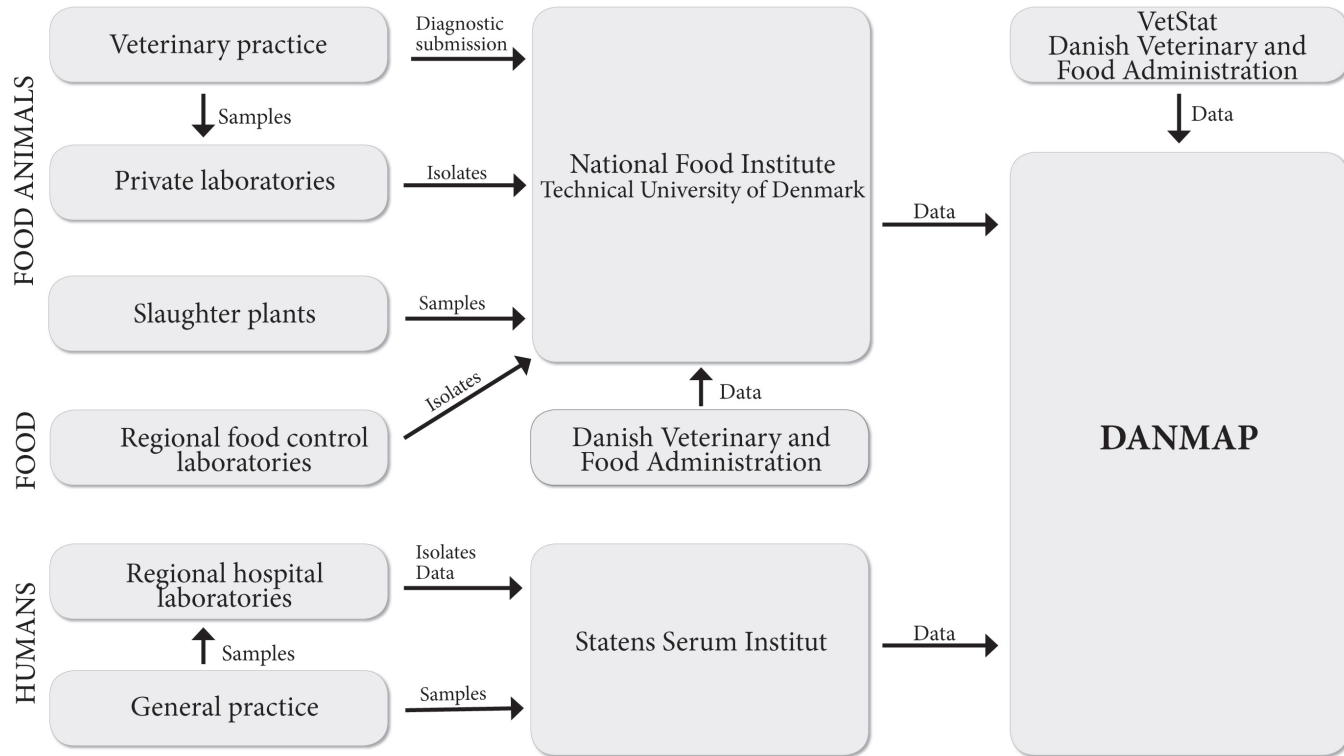 FOOD ANIMALS
Veterinary practice
Diagnostic
submission
Samples
Private laboratories
Isolates
Slaughter plants
Samples
National Food Institute
Technical University of Denmark
Data
VetStat
Danish Veterinary and
Food Administration
Data
DANMAP
FOOD
Regional food control
laboratories
Isolates
Data
Danish Veterinary and
Food Administration
HUMANS
Regional hospital
laboratories
Isolates
Data
Samples
General practice
Samples
Statens Serum Institut
Data